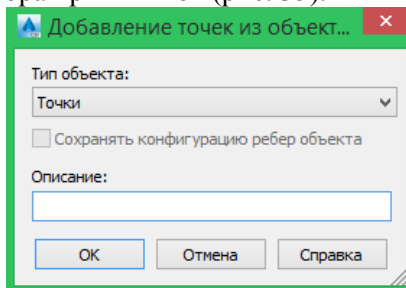 Добавление точек из объект...
Тип объекта:
Точки
Сохранять конфигурацию ребер объекта
Описание:
OK
Отмена
Справка